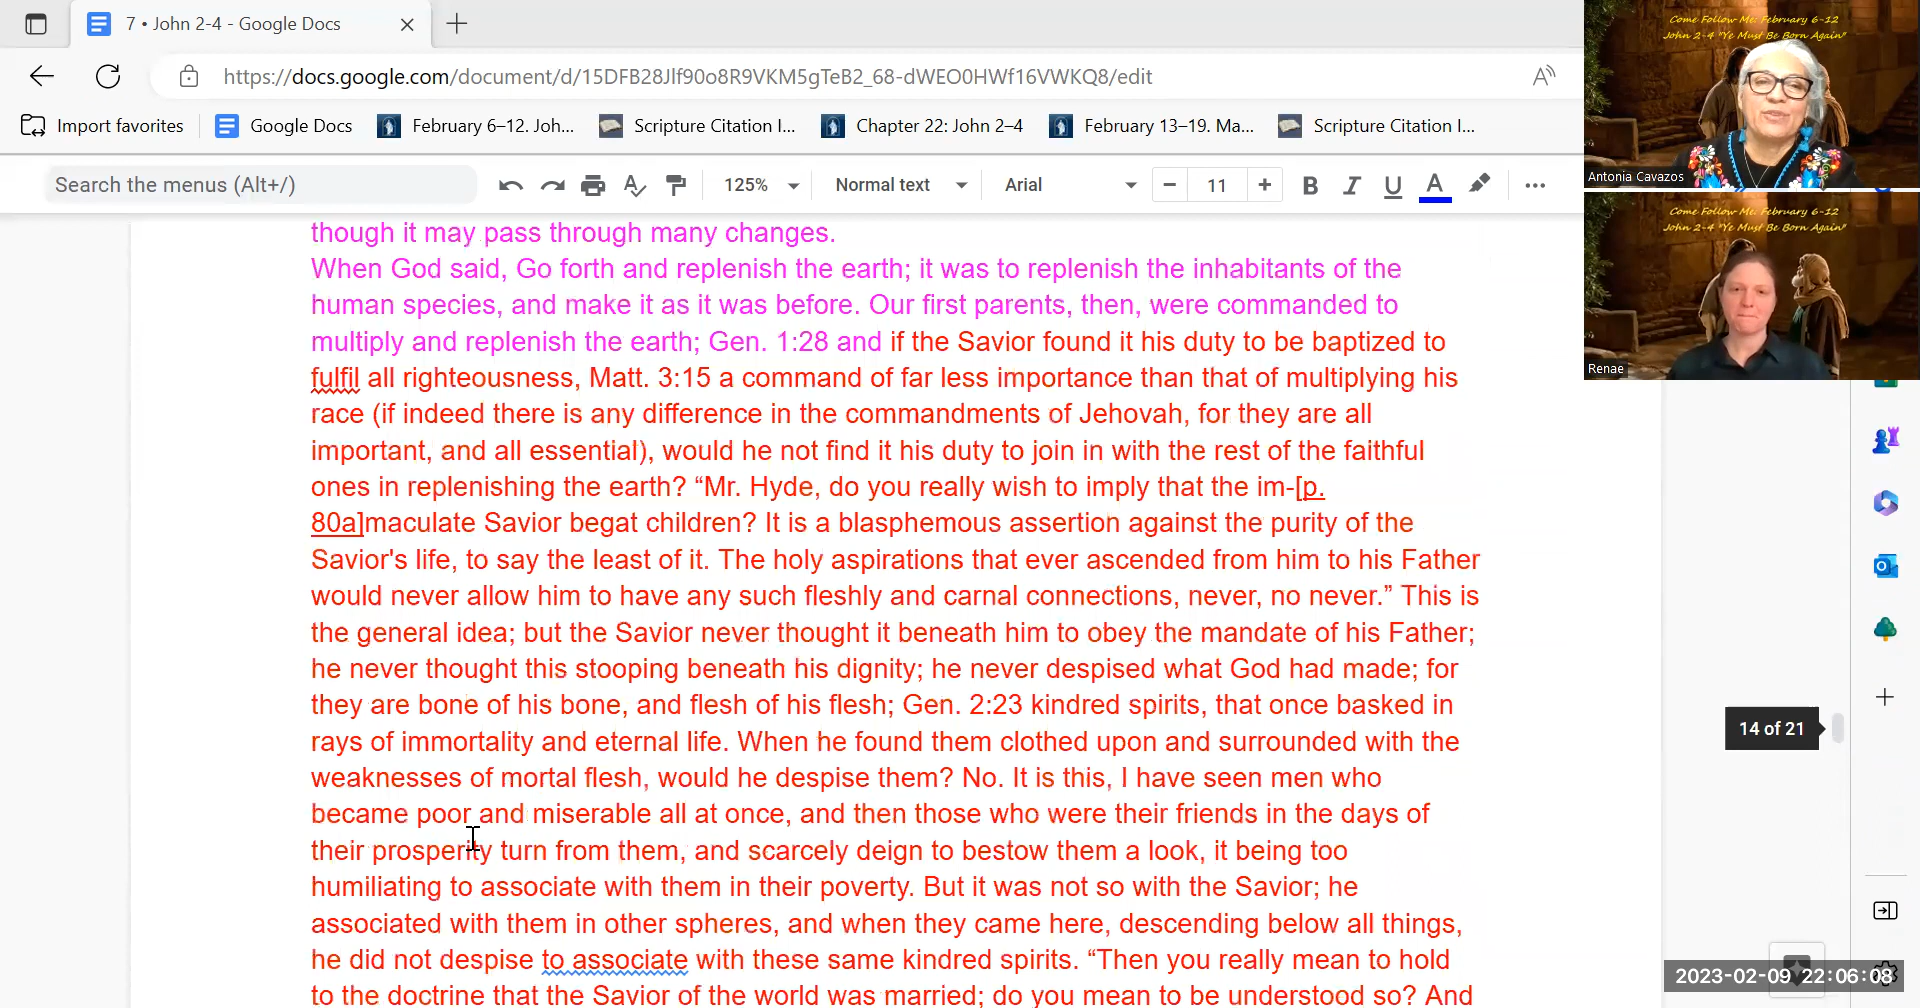 7 • John 2-4 - Google Docs
https://docs.google.com/document/d/15DFB28Jlf90o8R9VKM5gTeB2_68-dWEO0HWf16VWKQ8/edit
Import favorites
Google Docs
February 6–12. Joh...
Scripture Citation I...
Chapter 22: John 2–4
February 13–19. Ma...
Scripture Citation I...
Search the menus (Alt+/)
125%
Normal text
Arial
11
B I U A
Come Follow Me: February 6-12
John 2-4 "Ye Must Be Born Again"
Antonia Cavazos
Come Follow Me: February 6-12
John 2-4 "Ye Must Be Born Again"
Renae
though it may pass through many changes.
When God said, Go forth and replenish the earth; it was to replenish the inhabitants of the
human species, and make it as it was before. Our first parents, then, were commanded to
multiply and replenish the earth; Gen. 1:28 and if the Savior found it his duty to be baptized to
fulfil all righteousness, Matt. 3:15 a command of far less importance than that of multiplying his
race (if indeed there is any difference in the commandments of Jehovah, for they are all
important, and all essential), would he not find it his duty to join in with the rest of the faithful
ones in replenishing the earth? “Mr. Hyde, do you really wish to imply that the im-[p.
80a]maculate Savior begat children? It is a blasphemous assertion against the purity of the
Savior's life, to say the least of it. The holy aspirations that ever ascended from him to his Father
would never allow him to have any such fleshly and carnal connections, never, no never.” This is
the general idea; but the Savior never thought it beneath him to obey the mandate of his Father;
he never thought this stooping beneath his dignity; he never despised what God had made; for
they are bone of his bone, and flesh of his flesh; Gen. 2:23 kindred spirits, that once basked in
rays of immortality and eternal life. When he found them clothed upon and surrounded with the
weaknesses of mortal flesh, would he despise them? No. It is this, I have seen men who
became poor and miserable all at once, and then those who were their friends in the days of
their prosperity turn from them, and scarcely deign to bestow them a look, it being too
humiliating to associate with them in their poverty. But it was not so with the Savior; he
associated with them in other spheres, and when they came here, descending below all things,
he did not despise to associate with these same kindred spirits. “Then you really mean to hold
to the doctrine that the Savior of the world was married; do you mean to be understood so? And
14 of 21
2023-02-09 22:06:08